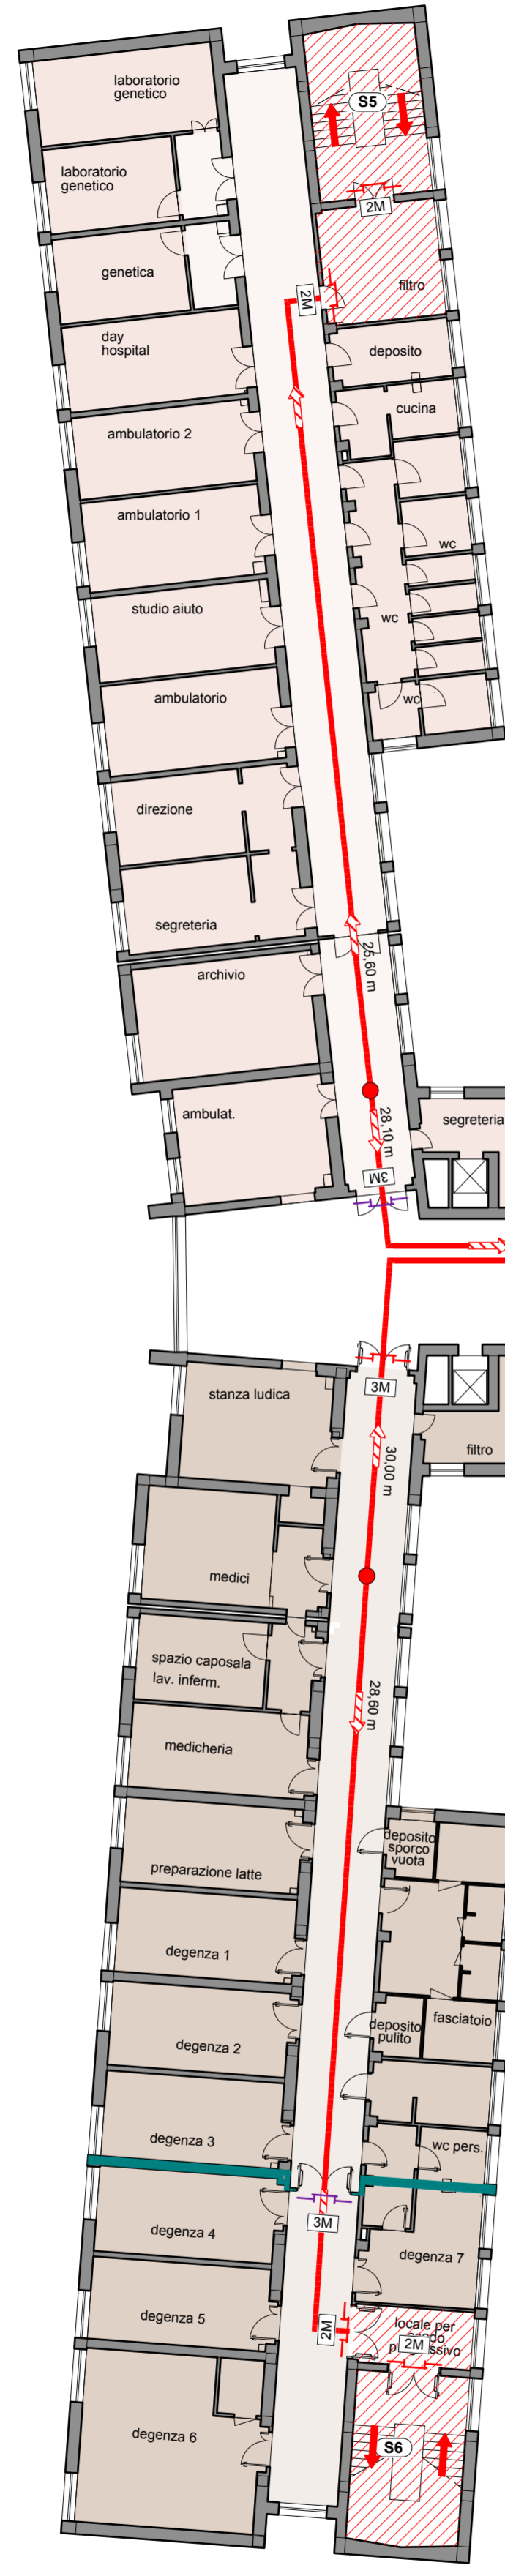 laboratorio
genetico
S5
laboratorio
genetico
2M
genetica
filtro
2M
day
hospital
deposito
cucina
ambulatorio 2
ambulatorio 1
wc
studio aiuto
wc
ambulatorio
wc
direzione
segreteria
25,60 m
archivio
ambulat.
28,10 m
segreteria
3M
stanza ludica
3M
30,00 m
filtro
medici
spazio caposala
lav. inferm.
28,60 m
medicheria
deposito
sporco
vuota
preparazione latte
degenza 1
fasciatoio
deposito
pulito
degenza 2
degenza 3
wc pers.
degenza 4
3M
degenza 7
degenza 5
2M
locale per
2M
degenza 6
S6